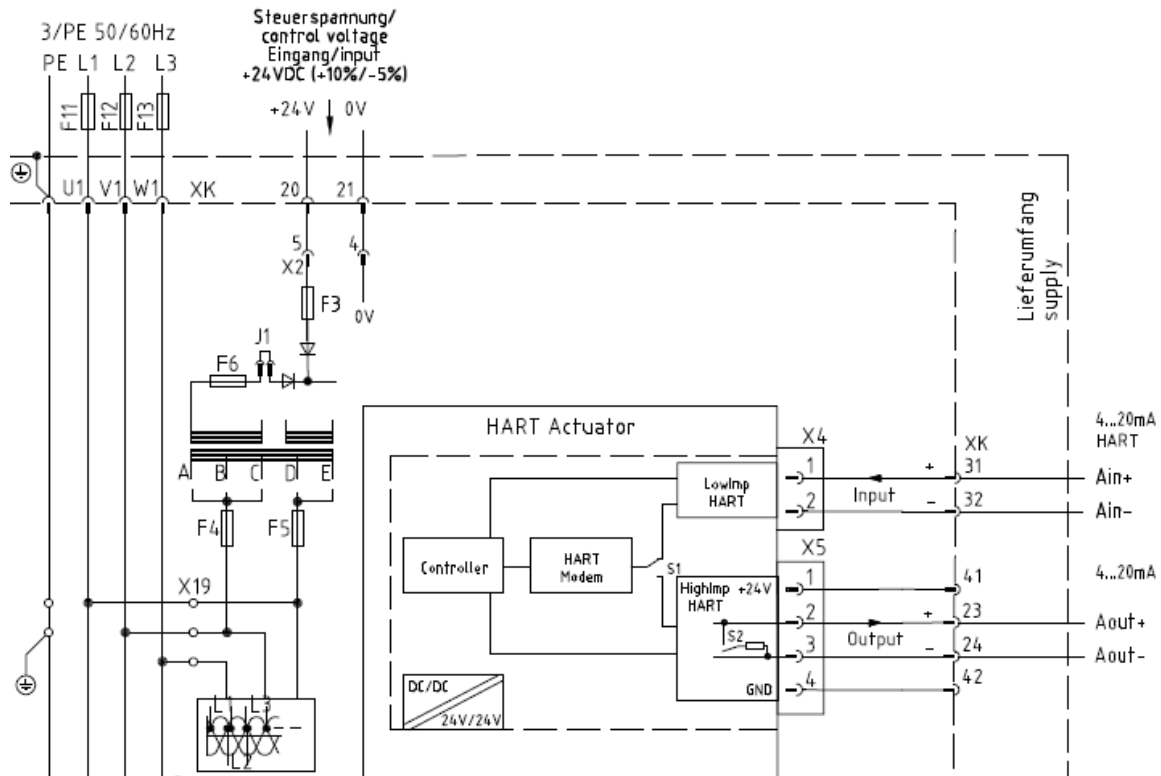 3/PE 50/60Hz
PE L1 L2 L3
F11 F12 F13
Steuerspannung/
control voltage
Eingang/input
+24VDC (+10%/-5%)
+24V 0V
U1 V1 W1 XK 20 21
5 4
X2
F3
0V
J1
F6
A B C D E
F4 F5
X19
L1 L3
L2
Lieferumfang
supply
HART Actuator
Controller
HART
Modem
S1
LowImp
HART
HighImp +24V
HART
S2
GND
DC/DC
24V/24V
X4
1
2
Input
X5
1
2
3
4
Output
XK
+ 31
- 32
41
+ 23
- 24
42
4...20mA
HART
Ain+
Ain-
4...20mA
Aout+
Aout-